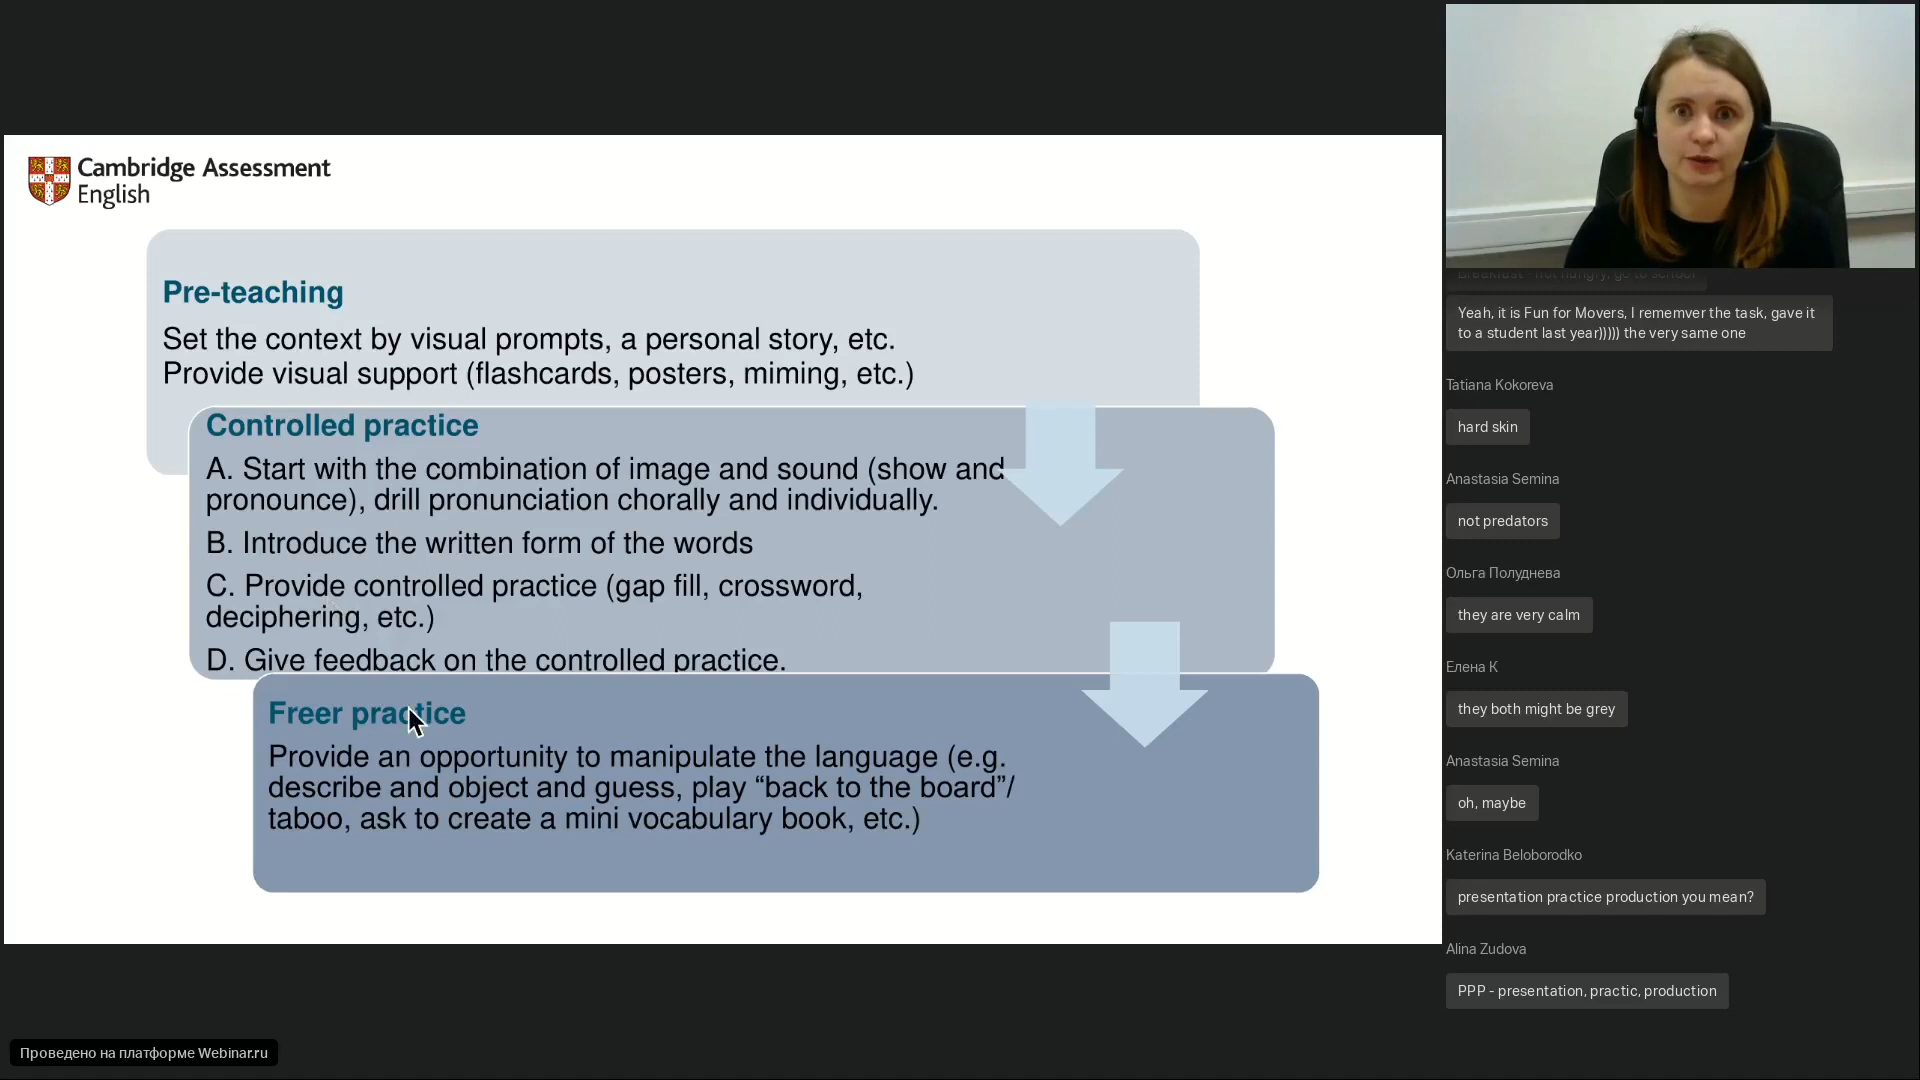 Cambridge Assessment
English
Pre-teaching
Set the context by visual prompts, a personal story, etc.
Provide visual support (flashcards, posters, miming, etc.)
Controlled practice
A. Start with the combination of image and sound (show and
pronounce), drill pronunciation chorally and individually.
B. Introduce the written form of the words
C. Provide controlled practice (gap fill, crossword,
deciphering, etc.)
D. Give feedback on the controlled practice.
Freer practice
Provide an opportunity to manipulate the language (e.g.
describe and object and guess, play “back to the board”/
taboo, ask to create a mini vocabulary book, etc.)
Breakfast - not hungry, go to school
Yeah, it is Fun for Movers, I rememver the task, gave it
to a student last year))))) the very same one
Tatiana Kokoreva
hard skin
Anastasia Semina
not predators
Ольга Полуднева
they are very calm
Елена К
they both might be grey
Anastasia Semina
oh, maybe
Katerina Beloborodko
presentation practice production you mean?
Alina Zudova
PPP - presentation, practic, production
Проведено на платформе Webinar.ru